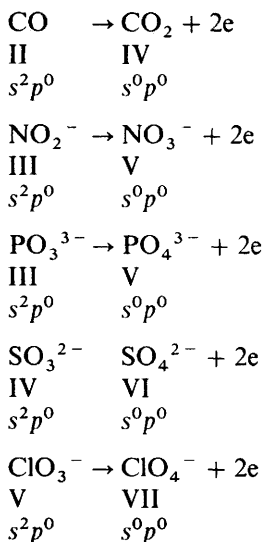 CO → CO₂ + 2e
II IV
s²p⁰ s⁰p⁰
NO₂⁻ → NO₃⁻ + 2e
III V
s²p⁰ s⁰p⁰
PO₃³⁻ → PO₄³⁻ + 2e
III V
s²p⁰ s⁰p⁰
SO₃²⁻ SO₄²⁻ + 2e
IV VI
s²p⁰ s⁰p⁰
ClO₃⁻ → ClO₄⁻ + 2e
V VII
s²p⁰ s⁰p⁰